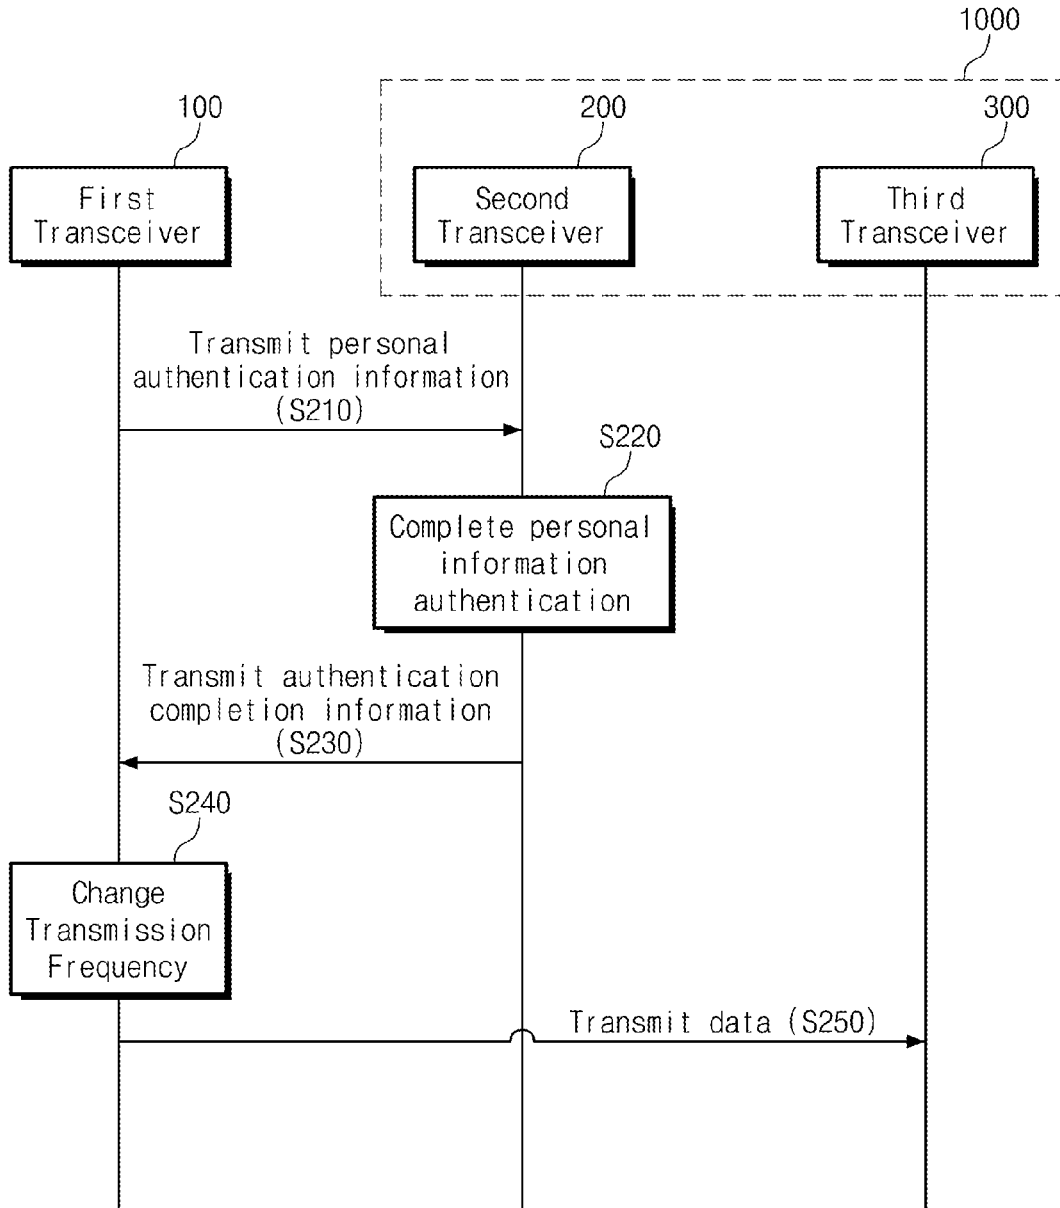 1000
100
200
300
First
Transceiver
Second
Transceiver
Third
Transceiver
Transmit personal
authentication information
(S210)
S220
Complete personal
information
authentication
Transmit authentication
completion information
(S230)
S240
Change
Transmission
Frequency
Transmit data (S250)